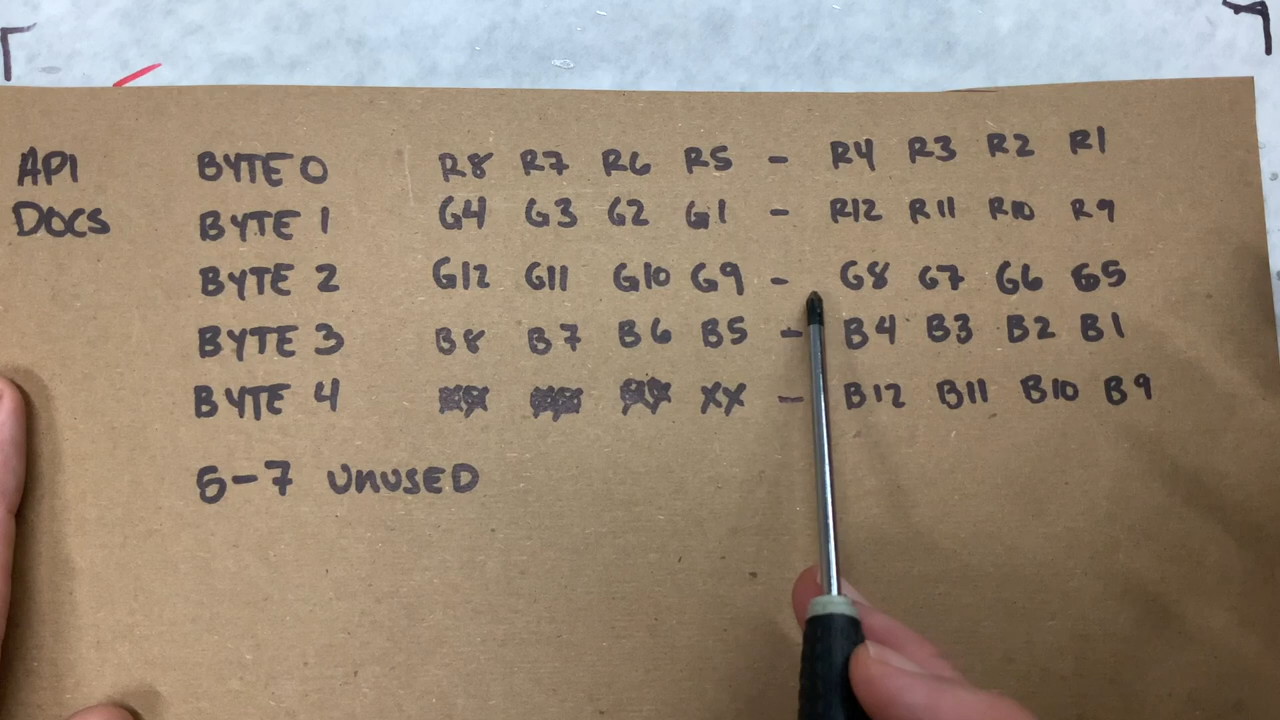 API BYTE 0 R8 R7 R6 R5 - R4 R3 R2 R1
DOCS BYTE 1 G4 G3 G2 G1 - R12 R11 R10 R9
BYTE 2 G12 G11 G10 G9 - G8 G7 G6 G5
BYTE 3 B8 B7 B6 B5 - B4 B3 B2 B1
BYTE 4 XX - B12 B11 B10 B9
5-7 UNUSED